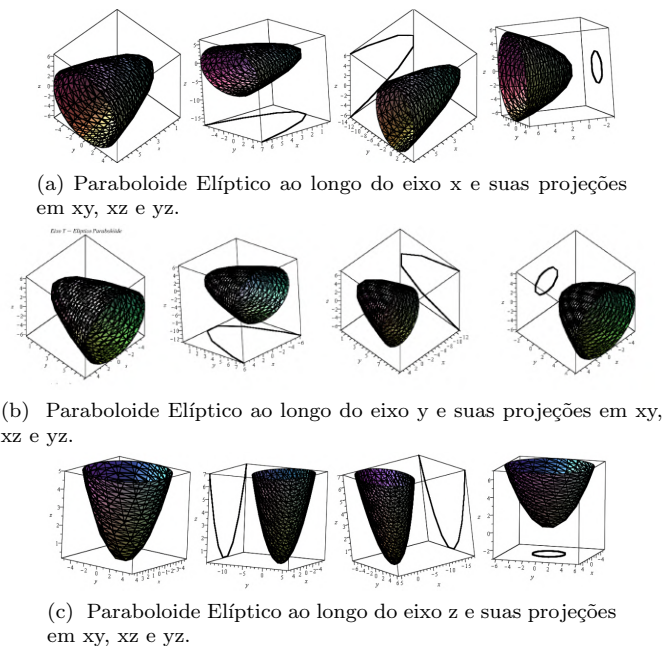 (a) Paraboloide Elíptico ao longo do eixo x e suas projeções
em xy, xz e yz.
Eixo Y - Elíptico Paraboloide
(b) Paraboloide Elíptico ao longo do eixo y e suas projeções em xy,
xz e yz.
(c) Paraboloide Elíptico ao longo do eixo z e suas projeções
em xy, xz e yz.